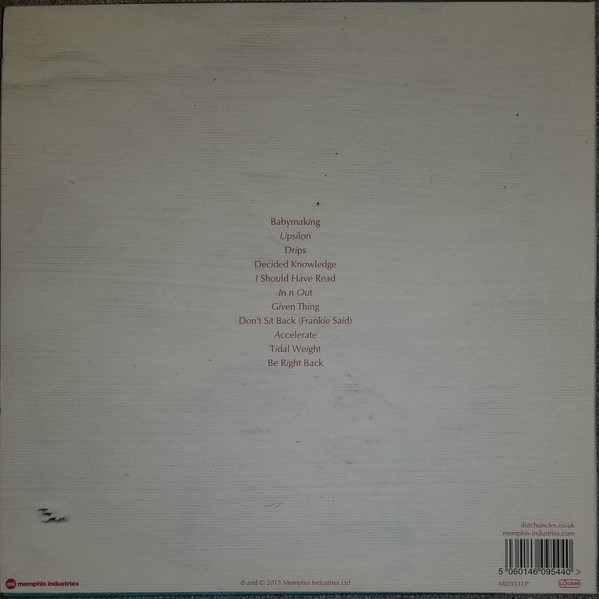 Babymaking
Upsilon
Drips
Decided Knowledge
I Should Have Read
In n Out
Given Thing
Don't Sit Back (Frankie Said)
Accelerate
Tidal Weight
Be Right Back
dutchuncles.co.uk
memphis-industries.com
5 060146 095440 >
MI0351LP
memphis industries
℗ and © 2015 Memphis Industries Ltd